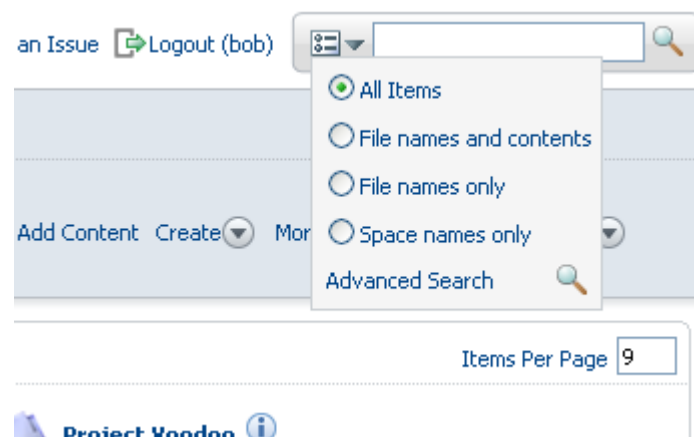 an Issue Logout (bob)
All Items
File names and contents
File names only
Add Content Create Mor
Space names only
Advanced Search
Items Per Page 9
Project Voodoo